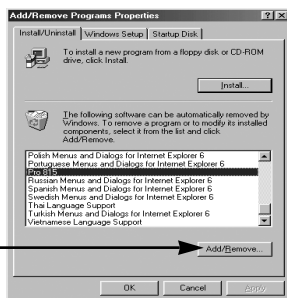 Add/Remove Programs Properties
Install/Uninstall Windows Setup Startup Disk
To install a new program from a floppy disk or CD-ROM
drive, click Install.
Install...
The following software can be automatically removed by
Windows. To remove a program or to modify its installed
components, select it from the list and click
Add/Remove.
Polish Menus and Dialogs for Internet Explorer 6
Portuguese Menus and Dialogs for Internet Explorer 6
Pro 815
Russian Menus and Dialogs for Internet Explorer 6
Spanish Menus and Dialogs for Internet Explorer 6
Swedish Menus and Dialogs for Internet Explorer 6
Thai Language Support
Turkish Menus and Dialogs for Internet Explorer 6
Vietnamese Language Support
Add/Remove...
OK Cancel Apply